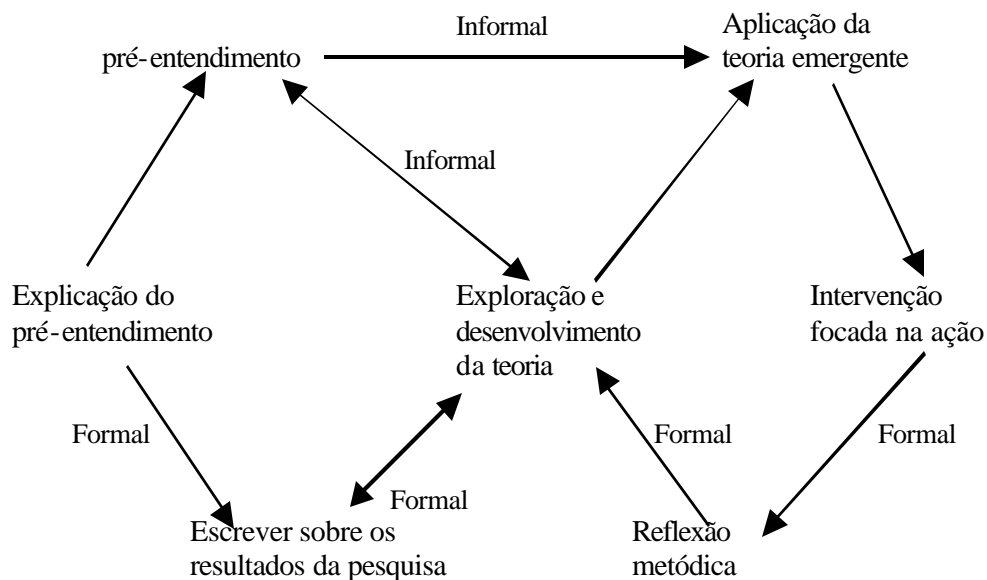 Informal
Aplicação da
teoria emergente
pré-entendimento
Informal
Explicação do
pré-entendimento
Exploração e
desenvolvimento
da teoria
Intervenção
focada na ação
Formal
Formal
Formal
Formal
Escrever sobre os
resultados da pesquisa
Reflexão
metódica